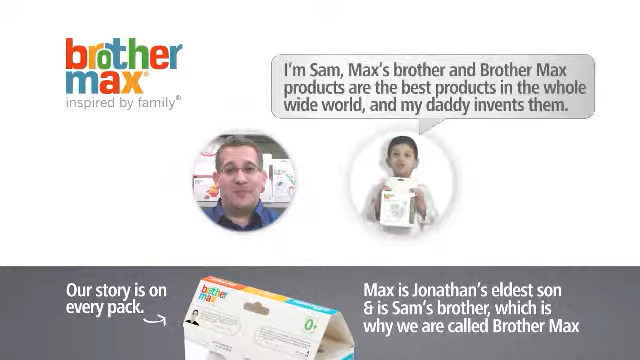 brother
max®
inspired by family®
I'm Sam, Max's brother and Brother Max
products are the best products in the whole
wide world, and my daddy invents them.
Our story is on
every pack.
brother
max
0+
Max is Jonathan's eldest son
& is Sam's brother, which is
why we are called Brother Max